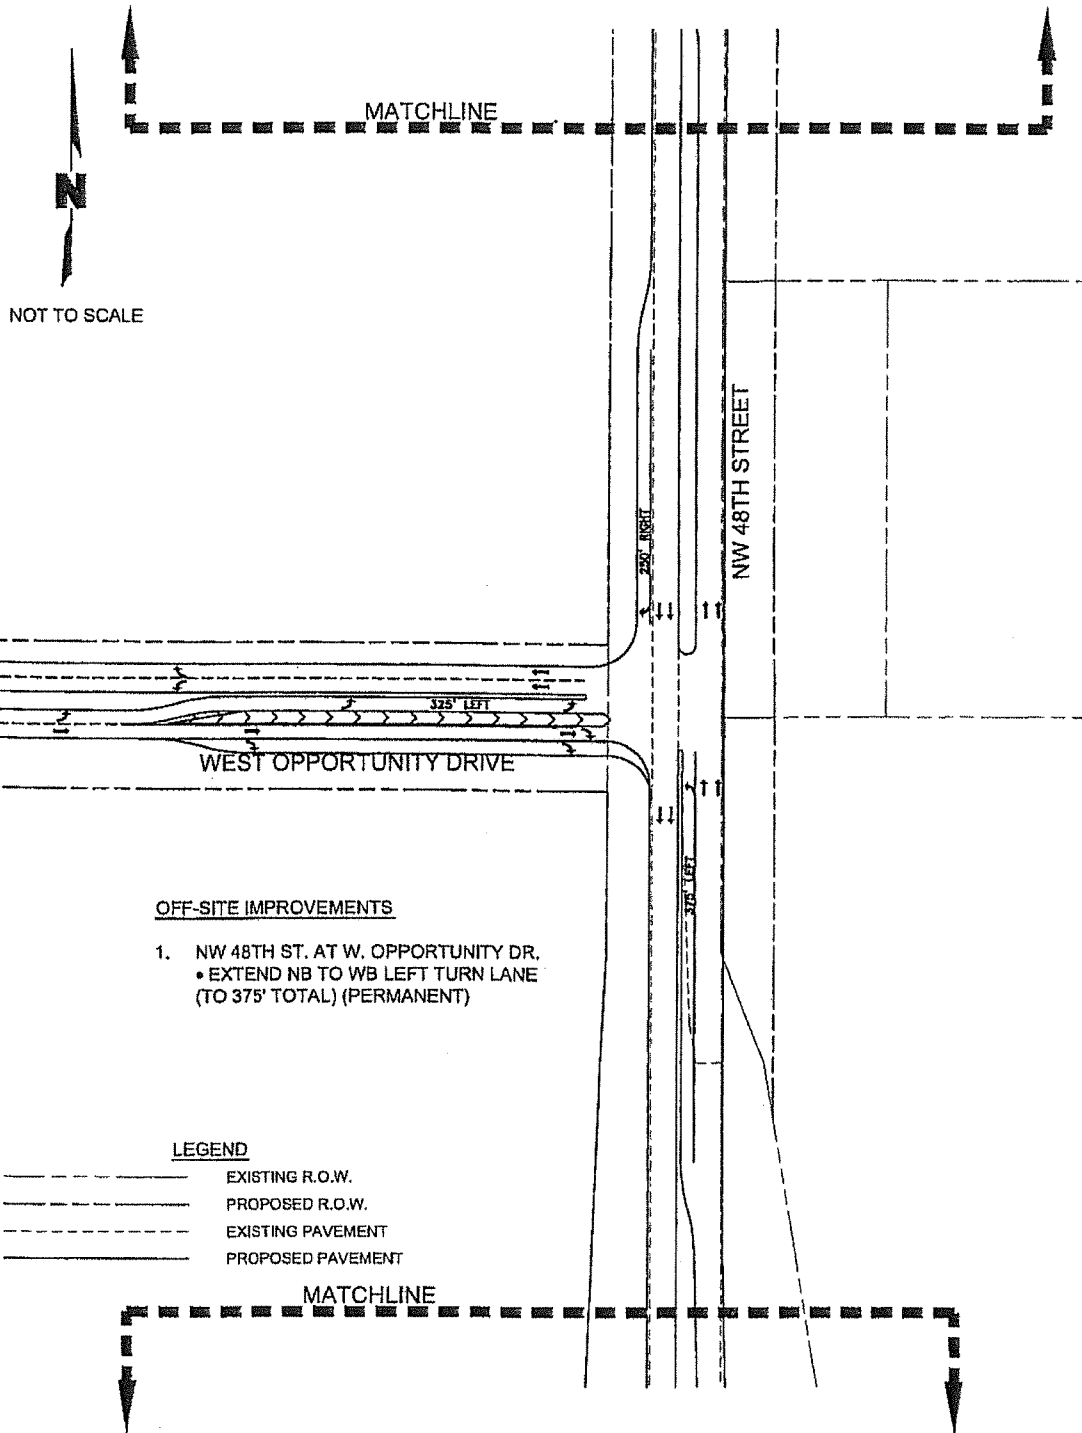 MATCHLINE
N
NOT TO SCALE
NW 48TH STREET
250' RIGHT
325' LEFT
WEST OPPORTUNITY DRIVE
375' LEFT
OFF-SITE IMPROVEMENTS
1. NW 48TH ST. AT W. OPPORTUNITY DR.
• EXTEND NB TO WB LEFT TURN LANE
(TO 375' TOTAL) (PERMANENT)
LEGEND
EXISTING R.O.W.
PROPOSED R.O.W.
EXISTING PAVEMENT
PROPOSED PAVEMENT
MATCHLINE